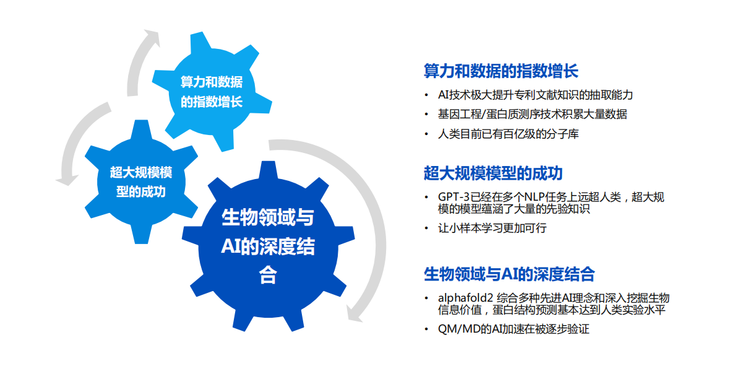 算力和数据
的指数增长
超大规模模
型的成功
生物领域与
AI的深度结
合
算力和数据的指数增长
• AI技术极大提升专利文献知识的抽取能力
• 基因工程/蛋白质测序技术积累大量数据
• 人类目前已有百亿级的分子库
超大规模模型的成功
• GPT-3已经在多个NLP任务上远超人类，超大规
模的模型蕴涵了大量的先验知识
• 让小样本学习更加可行
生物领域与AI的深度结合
• alphafold2 综合多种先进AI理念和深入挖掘生物
信息价值，蛋白结构预测基本达到人类实验水平
• QM/MD的AI加速在被逐步验证